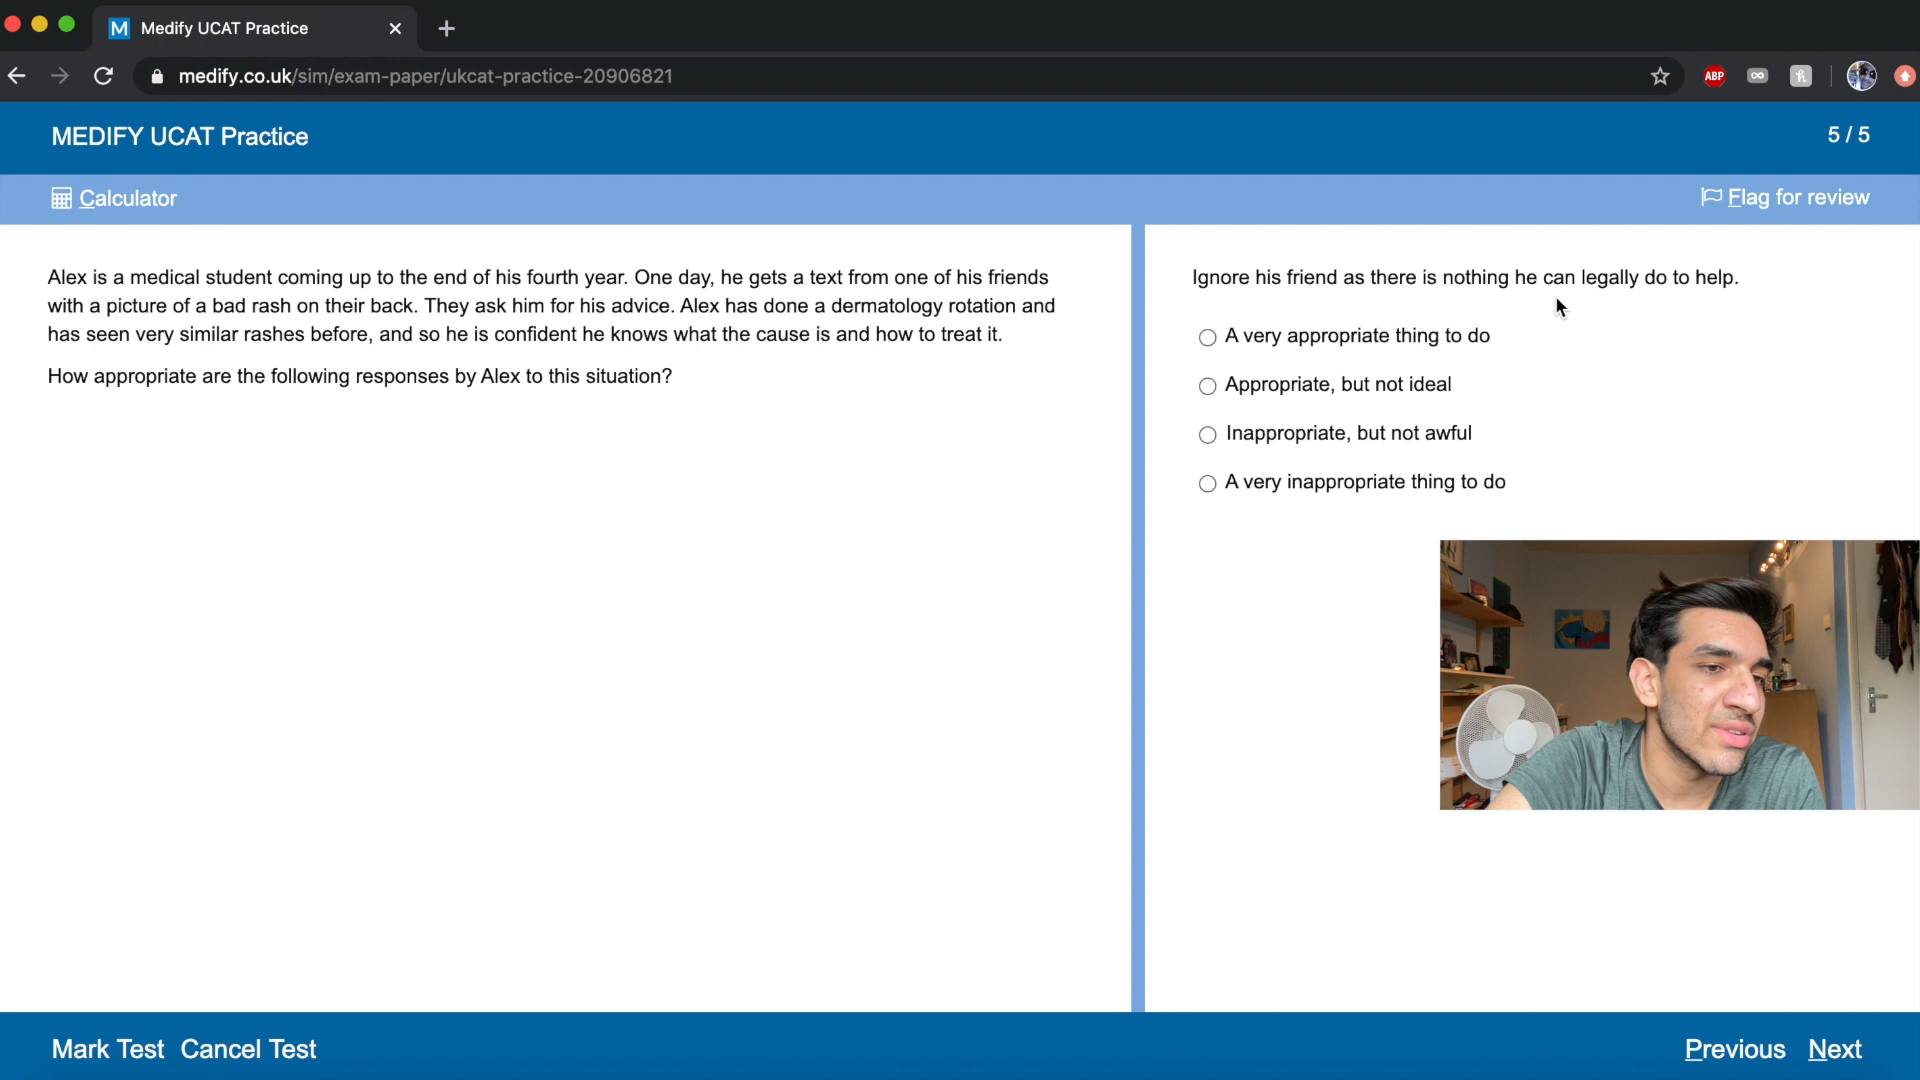 Medify UCAT Practice
medify.co.uk/sim/exam-paper/ukcat-practice-20906821
ABP
MEDIFY UCAT Practice
5 / 5
Calculator
Flag for review
Alex is a medical student coming up to the end of his fourth year. One day, he gets a text from one of his friends
with a picture of a bad rash on their back. They ask him for his advice. Alex has done a dermatology rotation and
has seen very similar rashes before, and so he is confident he knows what the cause is and how to treat it.
How appropriate are the following responses by Alex to this situation?
Ignore his friend as there is nothing he can legally do to help.
A very appropriate thing to do
Appropriate, but not ideal
Inappropriate, but not awful
A very inappropriate thing to do
Mark Test Cancel Test
Previous Next